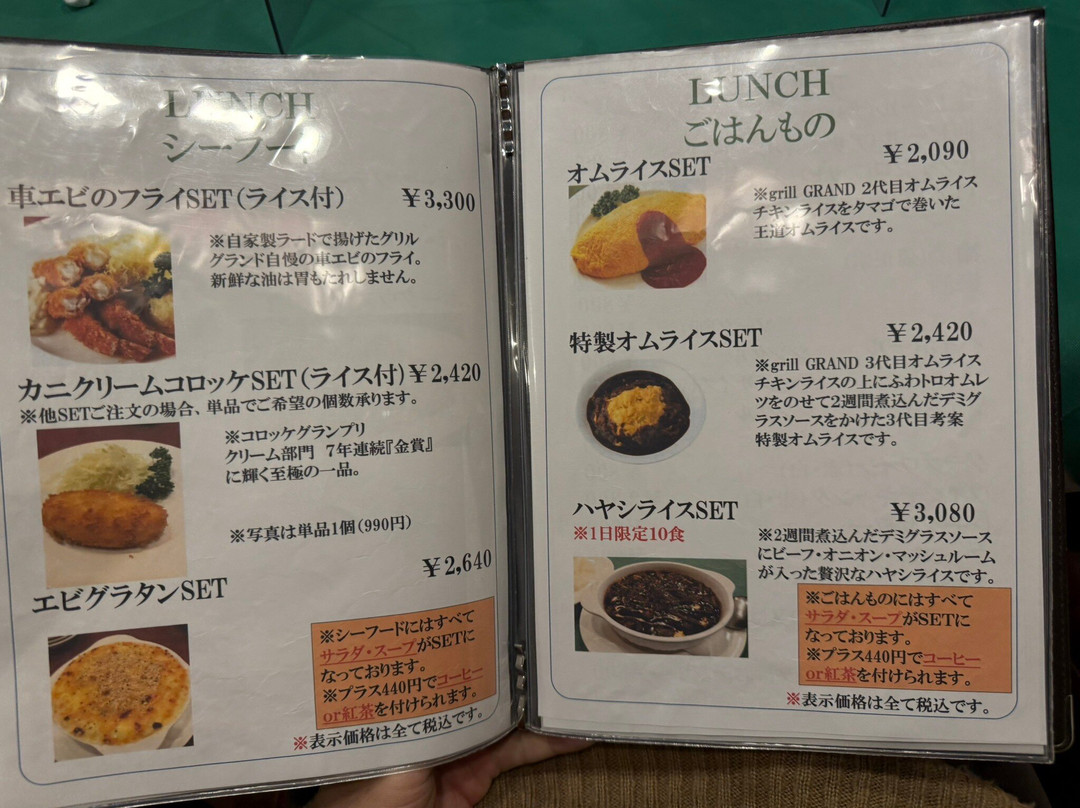 LUNCH
シーフード
車エビのフライSET(ライス付)
¥3,300
※自家製ラードで揚げたグリル
グランド自慢の車エビのフライ。
新鮮な油は胃もたれしません。
カニクリームコロッケSET(ライス付)¥2,420
※他SETご注文の場合、単品でご希望の個数承ります。
※コロッケグランプリ
クリーム部門 7年連続『金賞』
に輝く至極の一品。
※写真は単品1個(990円)
¥2,640
エビグラタンSET
※シーフードにはすべて
サラダ・スープがSETに
なっております。
※プラス440円でコーヒー
or紅茶を付けられます。
※表示価格は全て税込です。
LUNCH
ごはんもの
オムライスSET
¥2,090
※grill GRAND 2代目オムライス
チキンライスをタマゴで巻いた
王道オムライスです。
特製オムライスSET
¥2,420
※grill GRAND 3代目オムライス
チキンライスの上にふわトロオムレ
ツをのせて2週間煮込んだデミグ
ラスソースをかけた3代目考案
特製オムライスです。
ハヤシライスSET
¥3,080
※1日限定10食
※2週間煮込んだデミグラスソース
にビーフ・オニオン・マッシュルーム
が入った贅沢なハヤシライスです。
※ごはんものにはすべて
サラダ・スープがSETに
なっております。
※プラス440円でコーヒー
or紅茶を付けられます。
※表示価格は全て税込です。